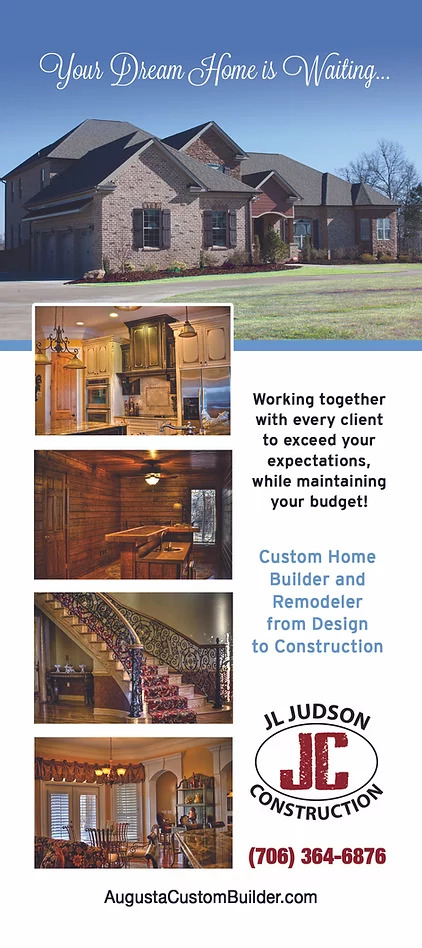 Your Dream Home is Waiting...
Working together
with every client
to exceed your
expectations,
while maintaining
your budget!
Custom Home
Builder and
Remodeler
from Design
to Construction
JL JUDSON
JC
CONSTRUCTION
(706) 364-6876
AugustaCustomBuilder.com